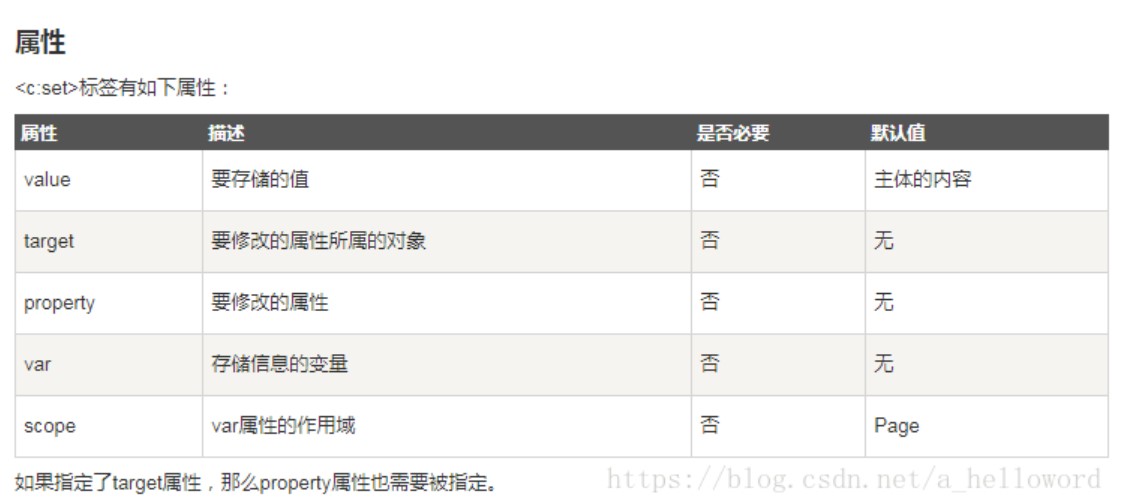 属性
<c:set>标签有如下属性：
属性 描述 是否必要 默认值
value 要存储的值 否 主体的内容
target 要修改的属性所属的对象 否 无
property 要修改的属性 否 无
var 存储信息的变量 否 无
scope var属性的作用域 否 Page
如果指定了target属性，那么property属性也需要被指定。
https://blog.csdn.net/a_helloword